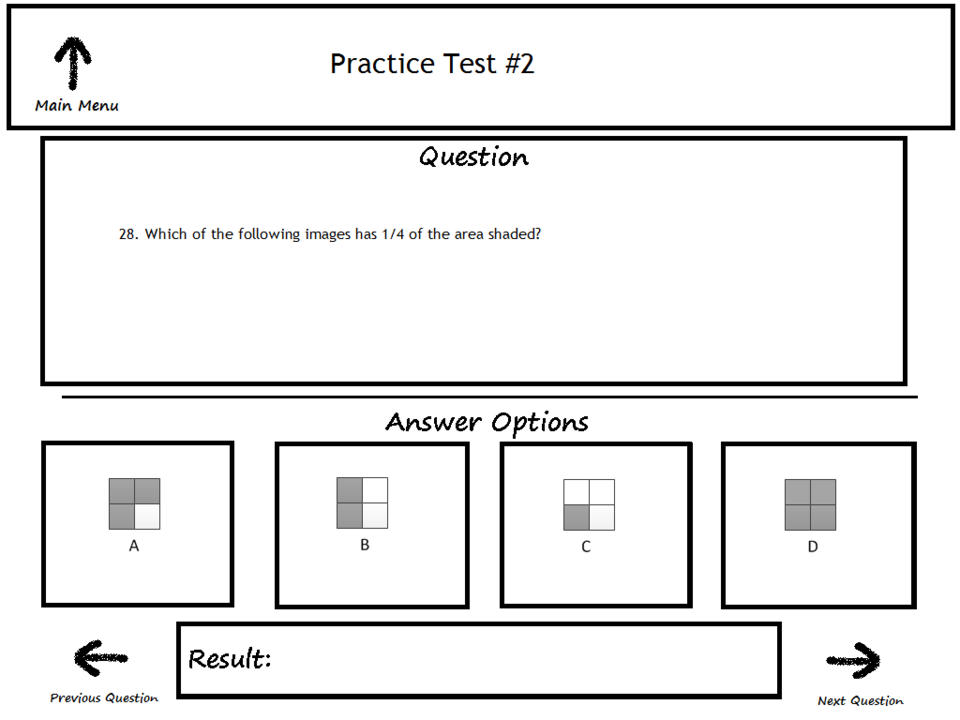 Practice Test #2
Main Menu
Question
28. Which of the following images has 1/4 of the area shaded?
Answer Options
A
B
C
D
Result:
Previous Question
Next Question